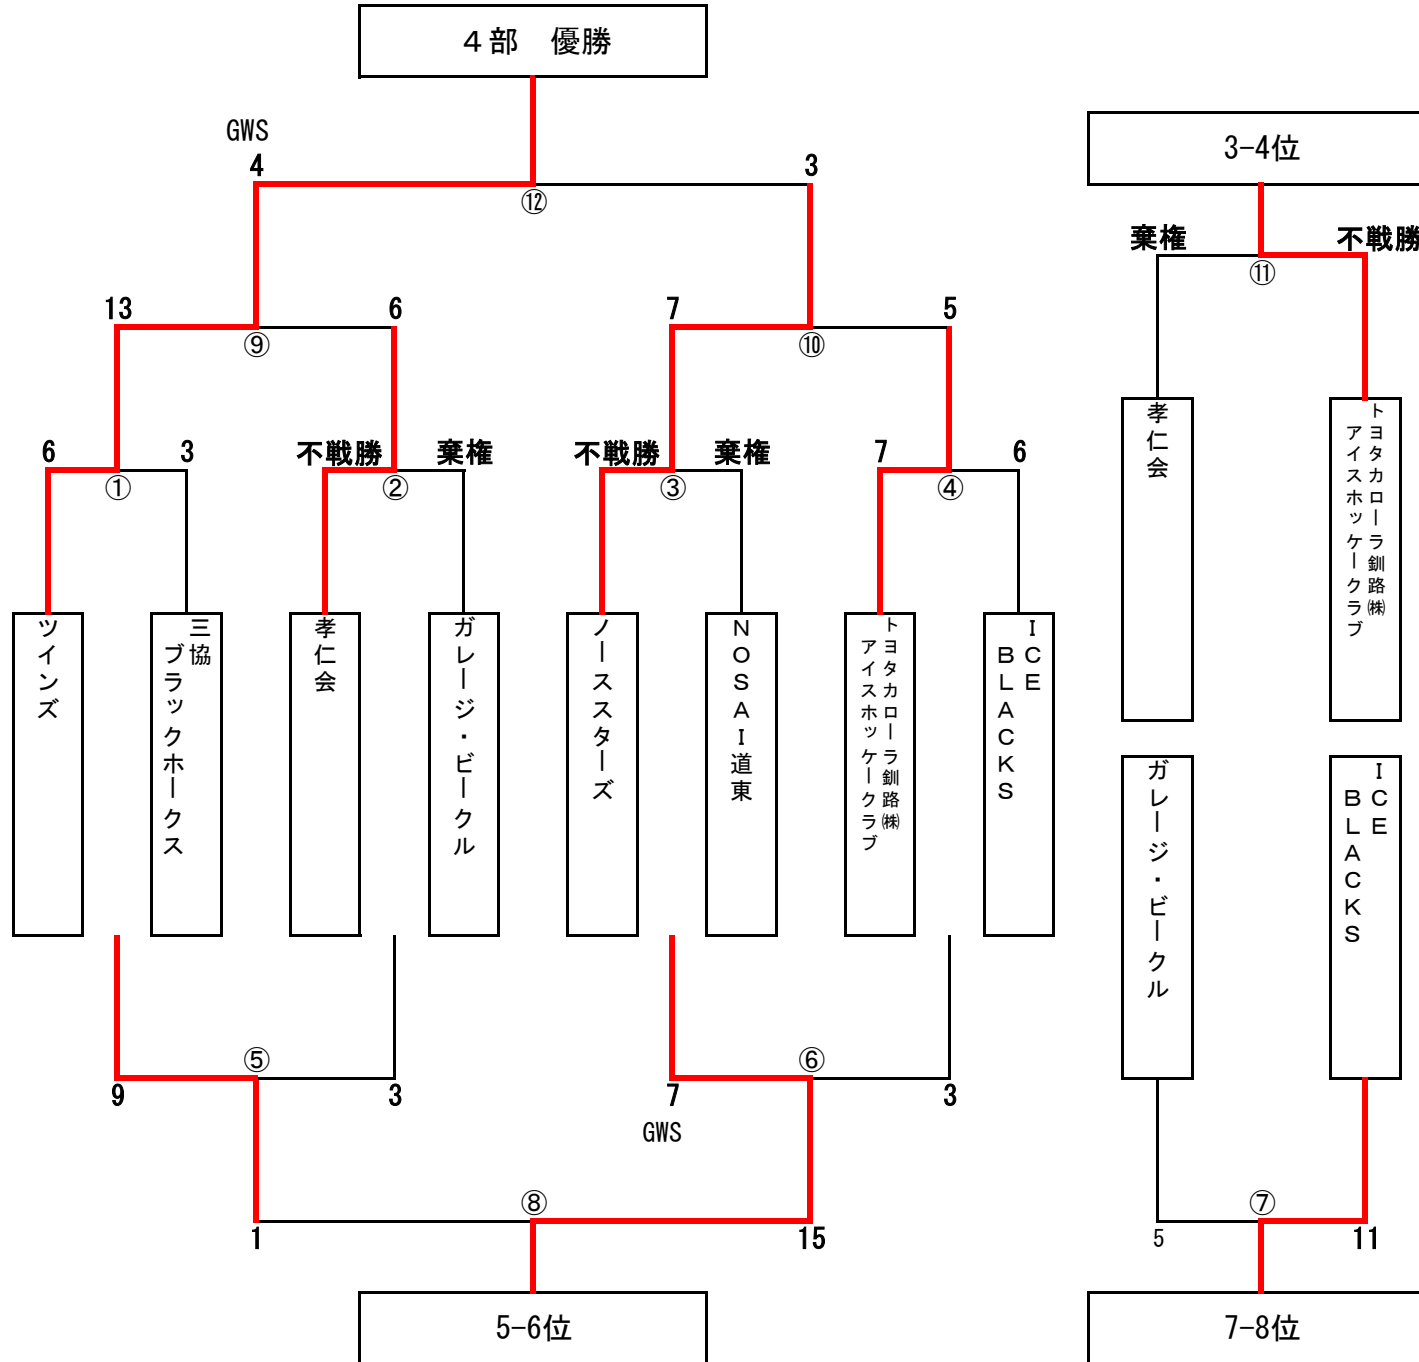 ４部　優勝
GWS
4
3
⑫
3-4位
棄権
不戦勝
⑪
13
6
7
5
⑨
⑩
6
3
不戦勝
棄権
不戦勝
棄権
7
6
①
②
③
④
孝仁会
トヨタカローラ釧路㈱
アイスホッケークラブ
ツインズ
三協
ブラックホークス
孝仁会
ガレージ・ビークル
ノーススターズ
ＮＯＳＡＩ道東
トヨタカローラ釧路㈱
アイスホッケークラブ
ＩＣＥ
ＢＬＡＣＫＳ
ガレージ・ビークル
ＩＣＥ
ＢＬＡＣＫＳ
⑤
⑥
9
3
7
3
GWS
⑧
⑦
1
15
5
11
5-6位
7-8位